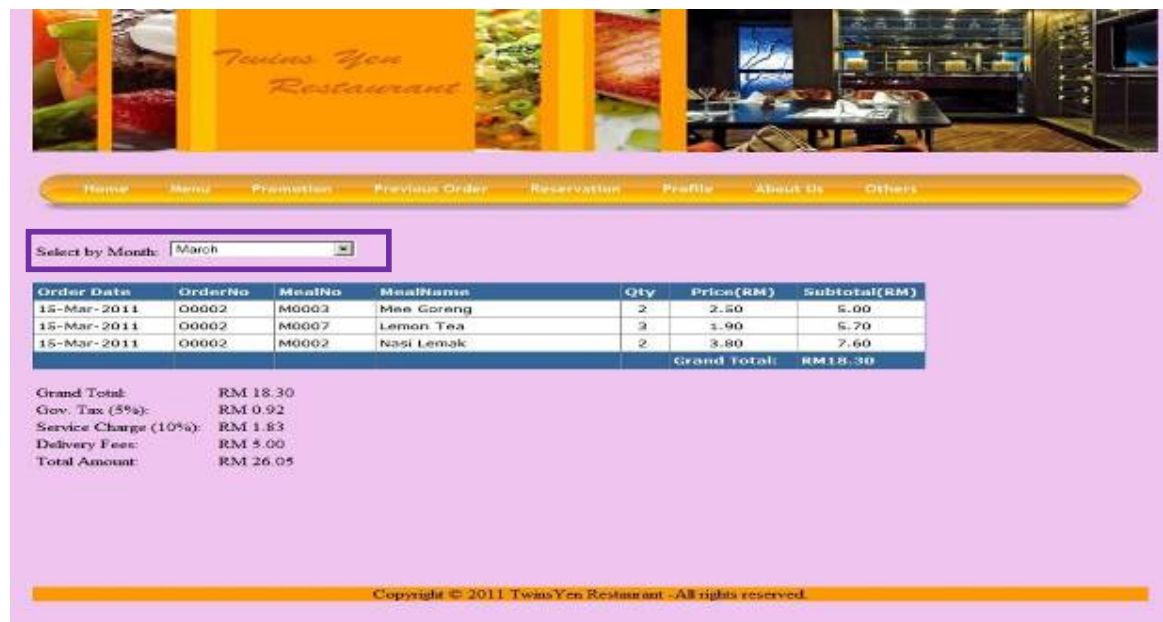 Twins Yen
Restaurant
Home Menu Promotion Previous Order Reservation Profile About Us Others
Select by Month: March
Order Date OrderNo MealNo MealName Qty Price(RM) Subtotal(RM)
15-Mar-2011 O0002 M0003 Mee Goreng 2 2.50 5.00
15-Mar-2011 O0002 M0007 Lemon Tea 3 1.90 5.70
15-Mar-2011 O0002 M0002 Nasi Lemak 2 3.80 7.60
Grand Total: RM18.30
Grand Total: RM 18.30
Gov. Tax (5%): RM 0.92
Service Charge (10%): RM 1.83
Delivery Fees: RM 5.00
Total Amount: RM 26.05
Copyright © 2011 TwinsYen Restaurant -All rights reserved.